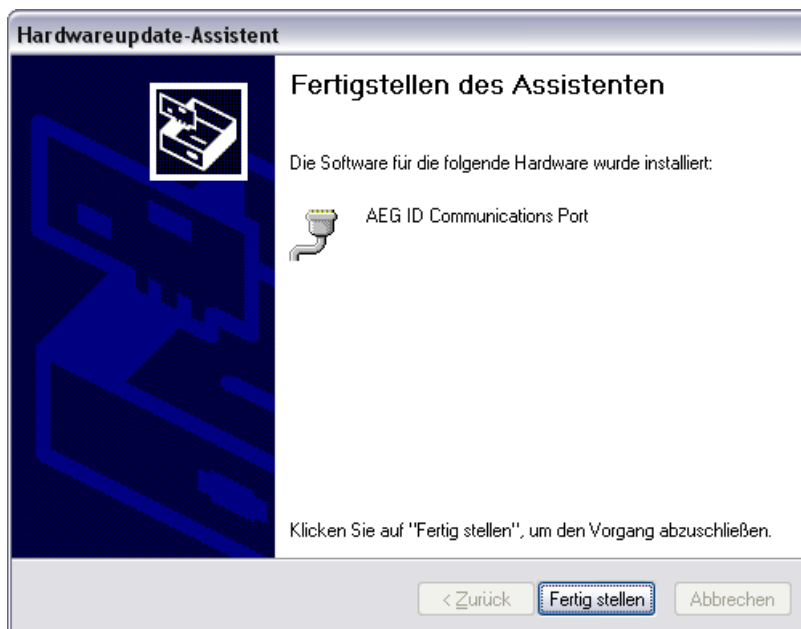 Hardwareupdate-Assistent
Fertigstellen des Assistenten
Die Software für die folgende Hardware wurde installiert:
AEG ID Communications Port
Klicken Sie auf "Fertig stellen", um den Vorgang abzuschließen.
< Zurück
Fertig stellen
Abbrechen